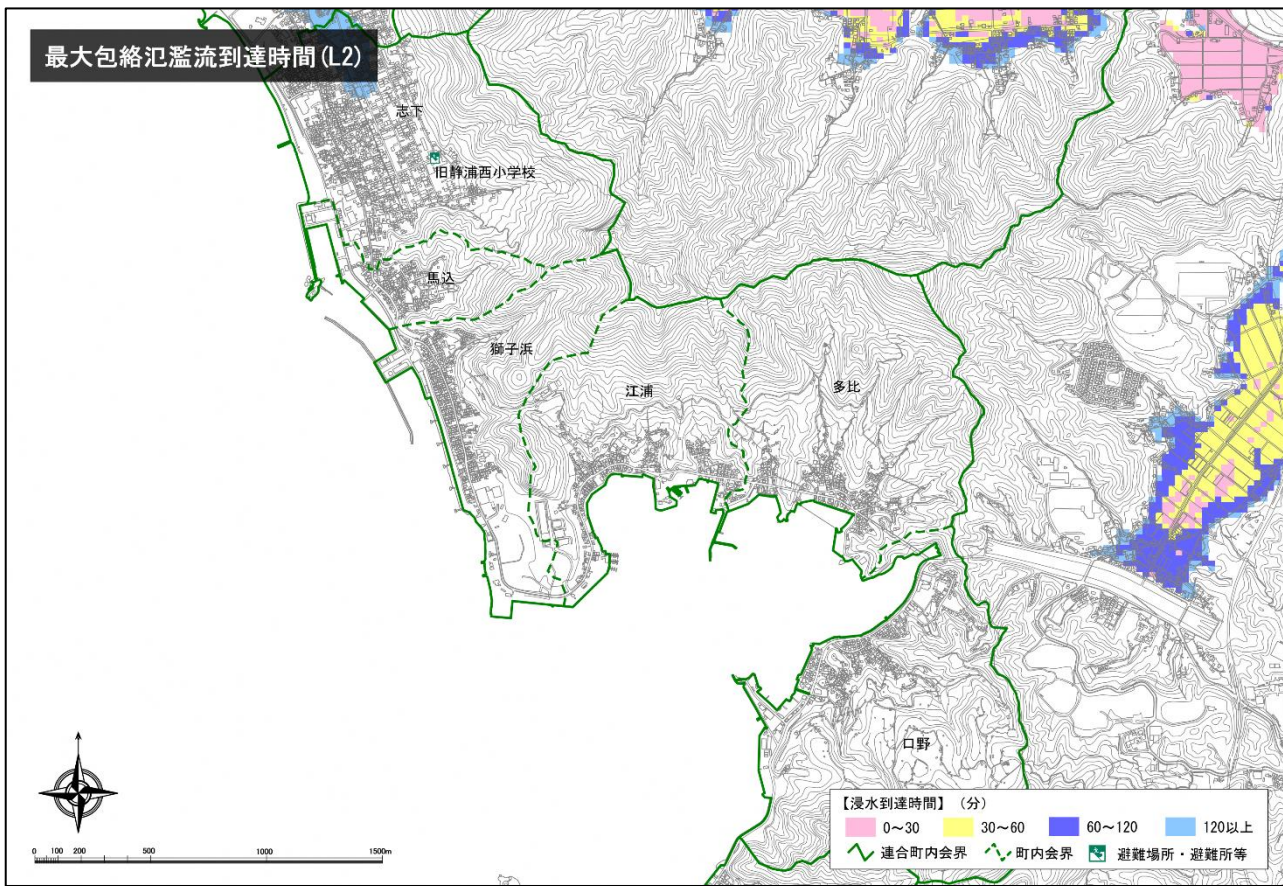 最大包絡氾濫流到達時間(L2)
志下
旧静浦西小学校
馬込
獅子浜
江浦
多比
口野
【浸水到達時間】（分）
0～30 30～60 60～120 120以上
連合町内会界 町内会界 避難場所・避難所等
0 100 200 500 1000 1500m